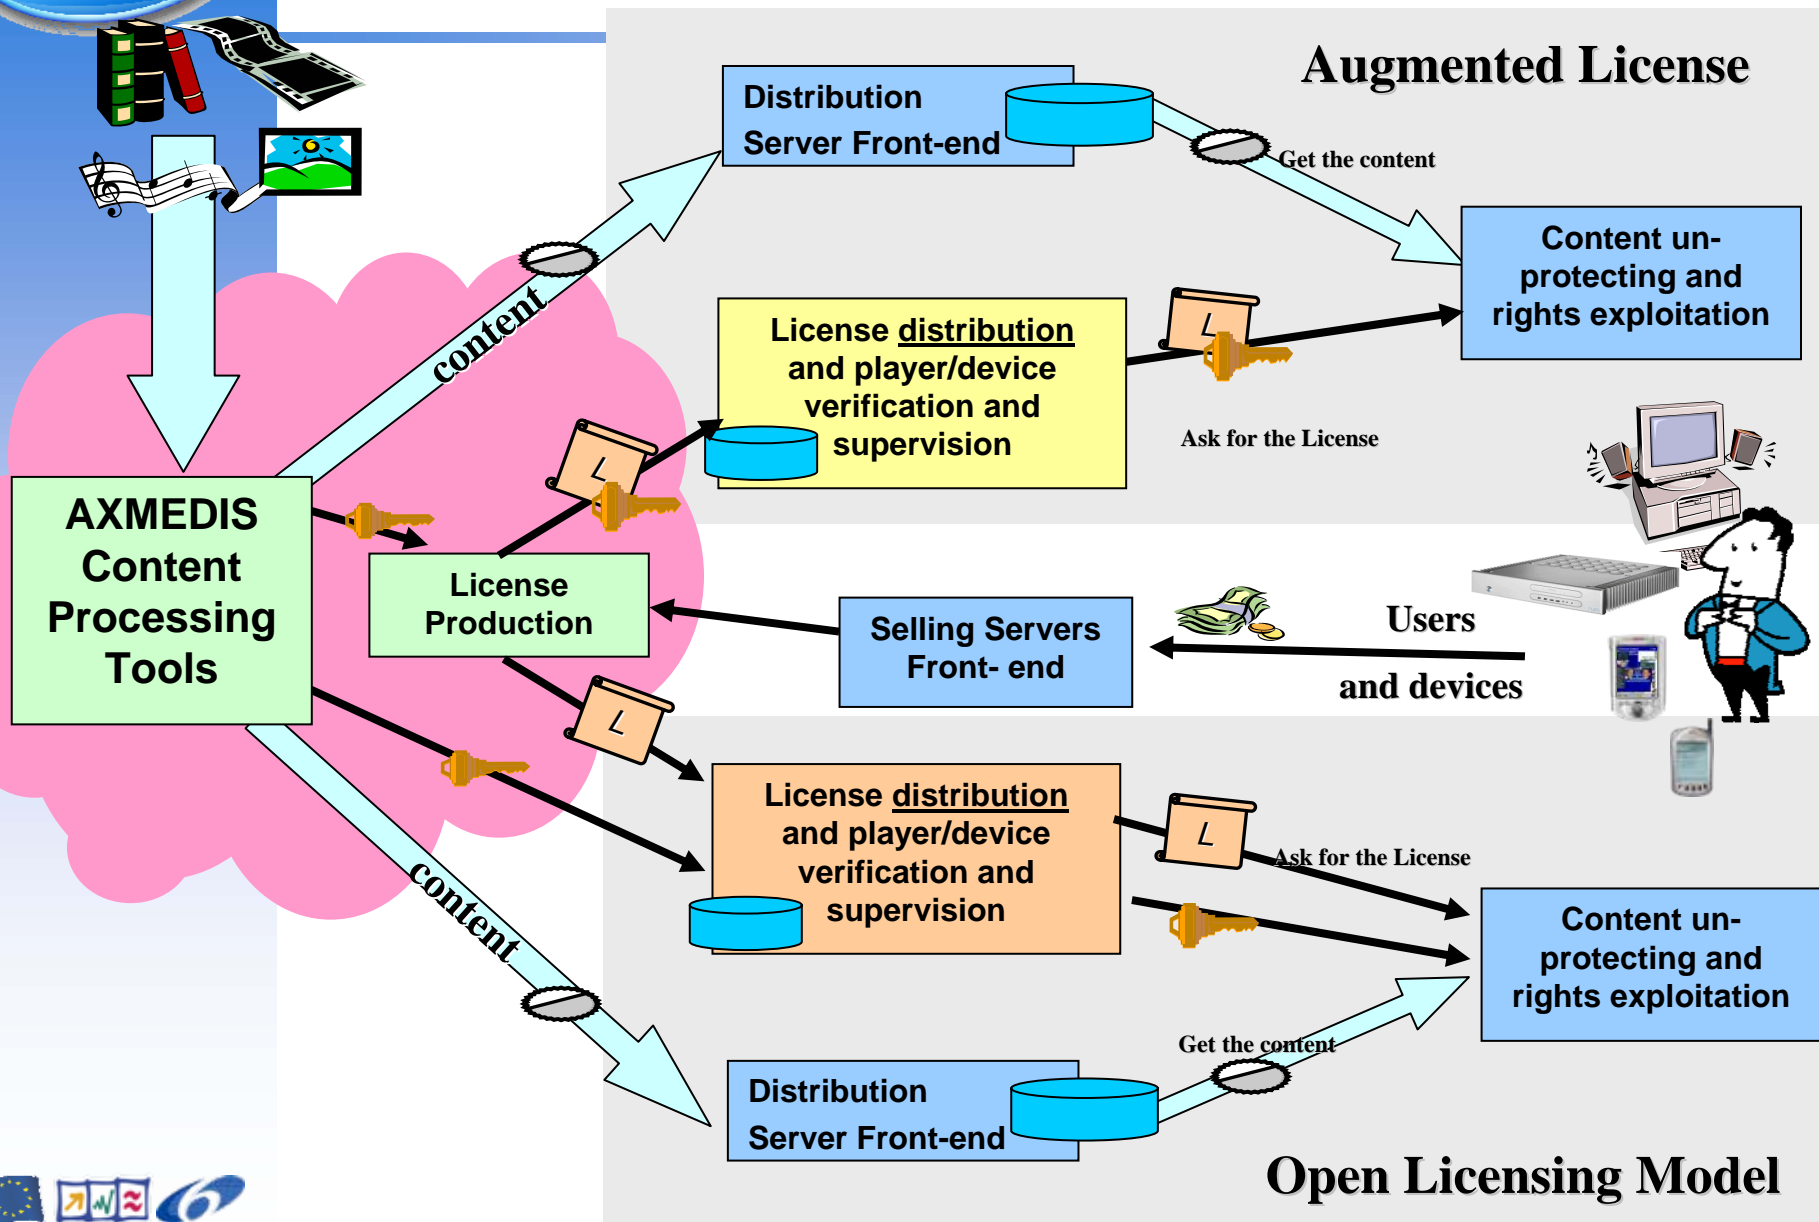 Augmented License
Distribution
Server Front-end
Get the content
Content un-
protecting and
rights exploitation
content
License distribution
and player/device
verification and
supervision
L
Ask for the License
L
AXMEDIS
Content
Processing
Tools
License
Production
Selling Servers
Front- end
Users
and devices
L
License distribution
and player/device
verification and
supervision
L
Ask for the License
content
Content un-
protecting and
rights exploitation
Get the content
Distribution
Server Front-end
Open Licensing Model